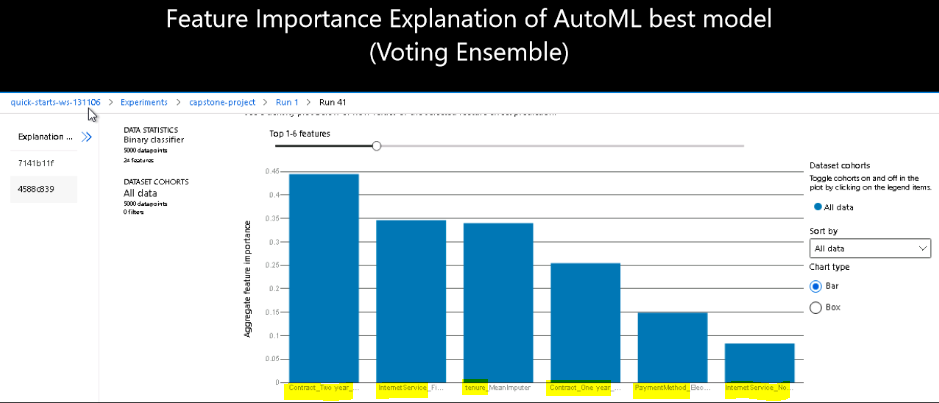 Feature Importance Explanation of AutoML best model
(Voting Ensemble)
quick-starts-ws-131106 > Experiments > capstone-project > Run 1 > Run 41
Explanation ...
7141b11f
4588c839
DATA STATISTICS
Binary classifier
5000 datapoints
24 features
DATASET COHORTS
All data
5000 datapoints
0 filters
Top 1-6 features
Aggregate feature importance
0.45
0.4
0.35
0.3
0.25
0.2
0.15
0.1
0.05
0
Contract_Two year_...
InternetService_Fi...
tenure_MeanImputer
Contract_One year_...
PaymentMethod_Elec...
InternetService_No...
Dataset cohorts
Toggle cohorts on and off in the
plot by clicking on the legend items.
All data
Sort by
All data
Chart type
Bar
Box